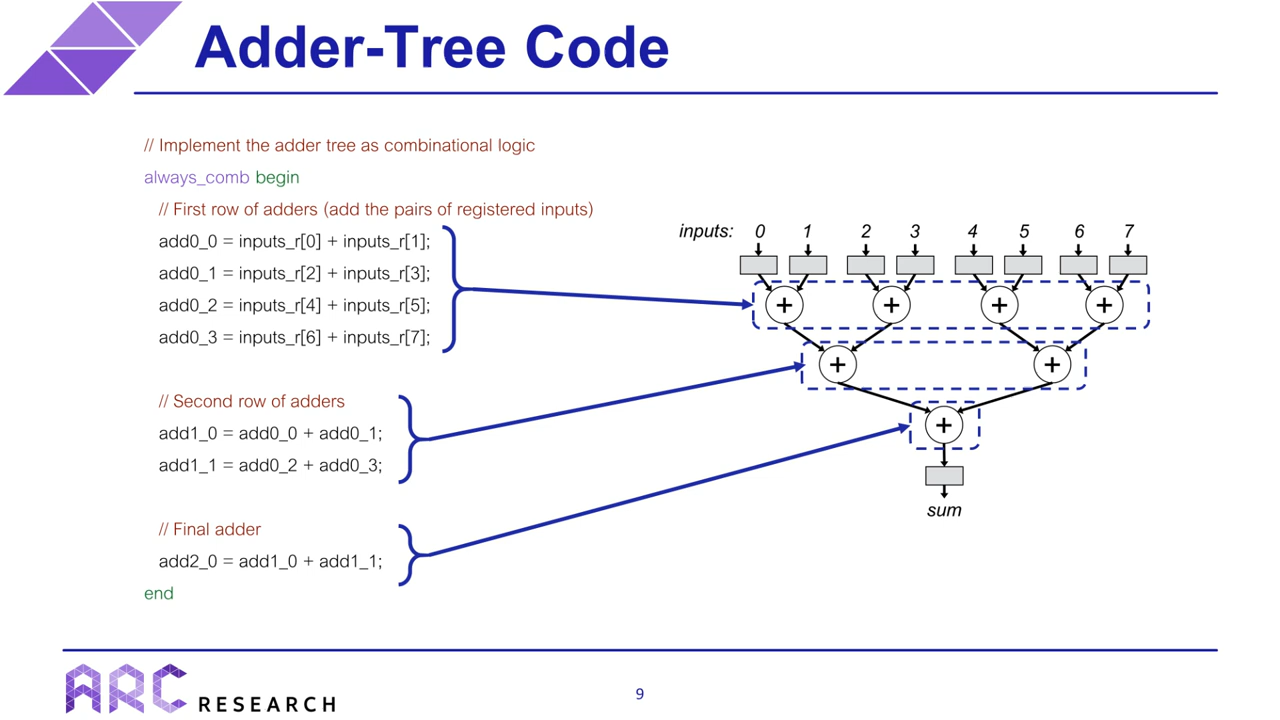 Adder-Tree Code
// Implement the adder tree as combinational logic
always_comb begin
// First row of adders (add the pairs of registered inputs)
add0_0 = inputs_r[0] + inputs_r[1];
add0_1 = inputs_r[2] + inputs_r[3];
add0_2 = inputs_r[4] + inputs_r[5];
add0_3 = inputs_r[6] + inputs_r[7];
// Second row of adders
add1_0 = add0_0 + add0_1;
add1_1 = add0_2 + add0_3;
// Final adder
add2_0 = add1_0 + add1_1;
end
inputs: 0 1 2 3 4 5 6 7
+ + + +
+ +
+
sum
ARC RESEARCH
9